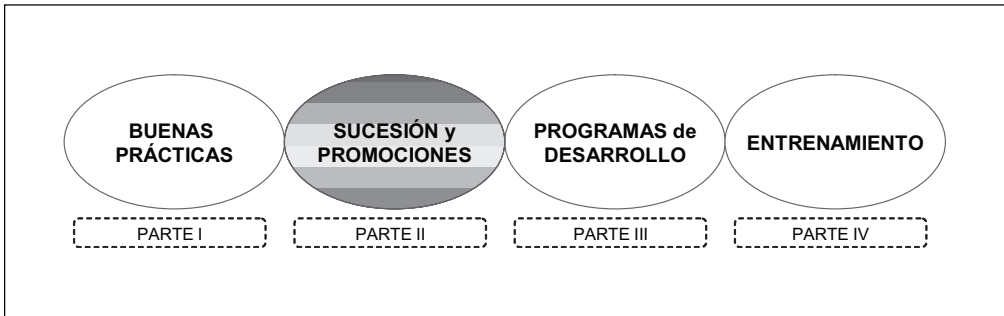 BUENAS
PRÁCTICAS
SUCESIÓN y
PROMOCIONES
PROGRAMAS de
DESARROLLO
ENTRENAMIENTO
PARTE I
PARTE II
PARTE III
PARTE IV